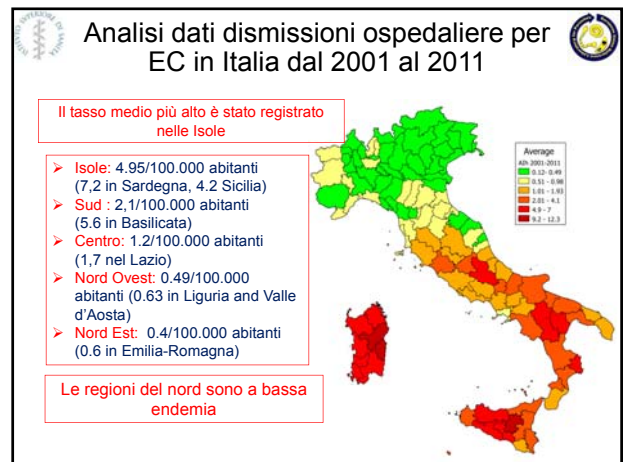 Analisi dati dismissioni ospedaliere per
EC in Italia dal 2001 al 2011
Il tasso medio più alto è stato registrato
nelle Isole
➢ Isole: 4.95/100.000 abitanti
(7,2 in Sardegna, 4.2 Sicilia)
➢ Sud : 2,1/100.000 abitanti
(5.6 in Basilicata)
➢ Centro: 1.2/100.000 abitanti
(1,7 nel Lazio)
➢ Nord Ovest: 0.49/100.000
abitanti (0.63 in Liguria and Valle
d'Aosta)
➢ Nord Est: 0.4/100.000 abitanti
(0.6 in Emilia-Romagna)
Le regioni del nord sono a bassa
endemia
Average
2001-2011
0.12- 0.49
0.51 - 0.98
1.01 - 1.93
2.01 - 4.1
4.9 - 7
9.2 - 12.3